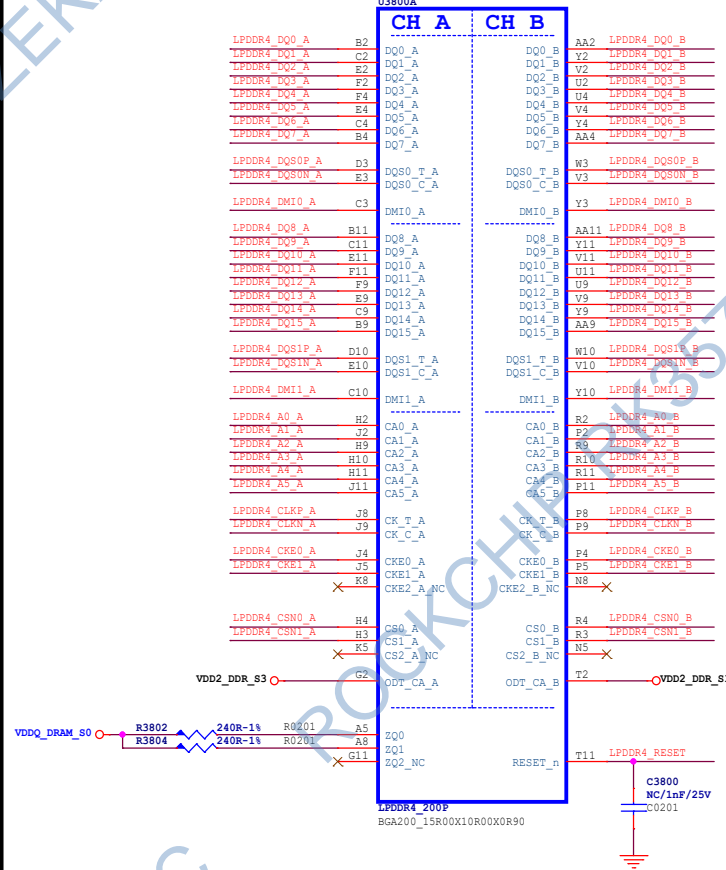 U3800A
CH A CH B
LPDDR4_DQ0_A B2 DQ0_A DQ0_B AA2 LPDDR4_DQ0_B
LPDDR4_DQ1_A C2 DQ1_A DQ1_B Y2 LPDDR4_DQ1_B
LPDDR4_DQ2_A E2 DQ2_A DQ2_B V2 LPDDR4_DQ2_B
LPDDR4_DQ3_A F2 DQ3_A DQ3_B U2 LPDDR4_DQ3_B
LPDDR4_DQ4_A F4 DQ4_A DQ4_B U4 LPDDR4_DQ4_B
LPDDR4_DQ5_A E4 DQ5_A DQ5_B V4 LPDDR4_DQ5_B
LPDDR4_DQ6_A C4 DQ6_A DQ6_B Y4 LPDDR4_DQ6_B
LPDDR4_DQ7_A B4 DQ7_A DQ7_B AA4 LPDDR4_DQ7_B
LPDDR4_DQS0P_A D3 DQS0_T_A DQS0_T_B W3 LPDDR4_DQS0P_B
LPDDR4_DQS0N_A E3 DQS0_C_A DQS0_C_B V3 LPDDR4_DQS0N_B
LPDDR4_DMI0_A C3 DMI0_A DMI0_B Y3 LPDDR4_DMI0_B
LPDDR4_DQ8_A B11 DQ8_A DQ8_B AA11 LPDDR4_DQ8_B
LPDDR4_DQ9_A C11 DQ9_A DQ9_B Y11 LPDDR4_DQ9_B
LPDDR4_DQ10_A E11 DQ10_A DQ10_B V11 LPDDR4_DQ10_B
LPDDR4_DQ11_A F11 DQ11_A DQ11_B U11 LPDDR4_DQ11_B
LPDDR4_DQ12_A F9 DQ12_A DQ12_B U9 LPDDR4_DQ12_B
LPDDR4_DQ13_A E9 DQ13_A DQ13_B V9 LPDDR4_DQ13_B
LPDDR4_DQ14_A C9 DQ14_A DQ14_B Y9 LPDDR4_DQ14_B
LPDDR4_DQ15_A B9 DQ15_A DQ15_B AA9 LPDDR4_DQ15_B
LPDDR4_DQS1P_A D10 DQS1_T_A DQS1_T_B W10 LPDDR4_DQS1P_B
LPDDR4_DQS1N_A E10 DQS1_C_A DQS1_C_B V10 LPDDR4_DQS1N_B
LPDDR4_DMI1_A C10 DMI1_A DMI1_B Y10 LPDDR4_DMI1_B
LPDDR4_A0_A H2 CA0_A CA0_B R2 LPDDR4_A0_B
LPDDR4_A1_A J2 CA1_A CA1_B P2 LPDDR4_A1_B
LPDDR4_A2_A H9 CA2_A CA2_B R9 LPDDR4_A2_B
LPDDR4_A3_A H10 CA3_A CA3_B R10 LPDDR4_A3_B
LPDDR4_A4_A H11 CA4_A CA4_B R11 LPDDR4_A4_B
LPDDR4_A5_A J11 CA5_A CA5_B P11 LPDDR4_A5_B
LPDDR4_CLKP_A J8 CK_T_A CK_T_B P8 LPDDR4_CLKP_B
LPDDR4_CLKN_A J9 CK_C_A CK_C_B P9 LPDDR4_CLKN_B
LPDDR4_CKE0_A J4 CKE0_A CKE0_B P4 LPDDR4_CKE0_B
LPDDR4_CKE1_A J5 CKE1_A CKE1_B P5 LPDDR4_CKE1_B
K8 CKE2_A_NC CKE2_B_NC N8
LPDDR4_CSN0_A H4 CS0_A CS0_B R4 LPDDR4_CSN0_B
LPDDR4_CSN1_A H3 CS1_A CS1_B R3 LPDDR4_CSN1_B
K5 CS2_A_NC CS2_B_NC N5
VDD2_DDR_S3 G2 ODT_CA_A ODT_CA_B T2 VDD2_DDR_S3
VDDQ_DRAM_S0 R3802 240R-1% R0201 A5 ZQ0
R3804 240R-1% R0201 A8 ZQ1
G11 ZQ2_NC RESET_n T11 LPDDR4_RESET
C3800
NC/1nF/25V
C0201
LPDDR4_200P
BGA200_15R00X10R00X0R90
ROCKCHIP RK357